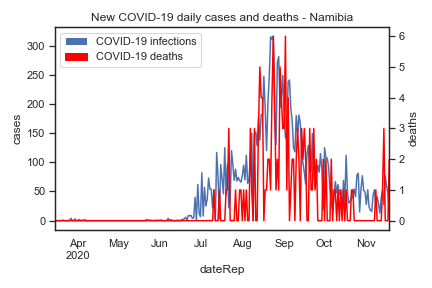 New COVID-19 daily cases and deaths - Namibia
COVID-19 infections
COVID-19 deaths
cases
300
250
200
150
100
50
0
deaths
6
5
4
3
2
1
0
Apr May Jun Jul Aug Sep Oct Nov
2020
dateRep